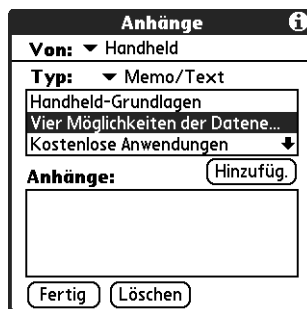 Anhänge
Von: Handheld
Typ: Memo/Text
Handheld-Grundlagen
Vier Möglichkeiten der Datene...
Kostenlose Anwendungen
Anhänge: Hinzufüg.
Fertig Löschen